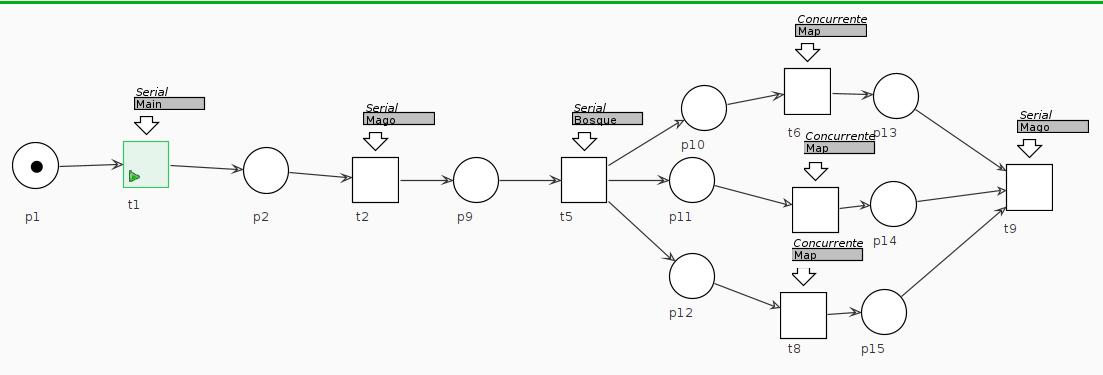 Serial
Main
Serial
Mago
Serial
Bosque
Concurrente
Map
Concurrente
Map
Concurrente
Map
Serial
Mago
p1
t1
p2
t2
p9
t5
p10
p11
p12
t6
p13
p14
t8
p15
t9